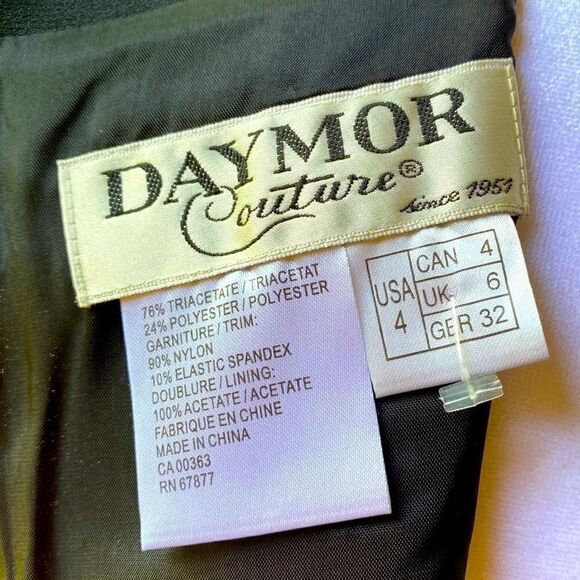 DAYMOR
Couture®
since 1951
76% TRIACETATE / TRIACETAT
24% POLYESTER / POLYESTER
GARNITURE / TRIM:
90% NYLON
10% ELASTIC SPANDEX
DOUBLURE / LINING:
100% ACETATE / ACETATE
FABRIQUE EN CHINE
MADE IN CHINA
CA 00363
RN 67877
USA
4
CAN 4
UK 6
GER 32